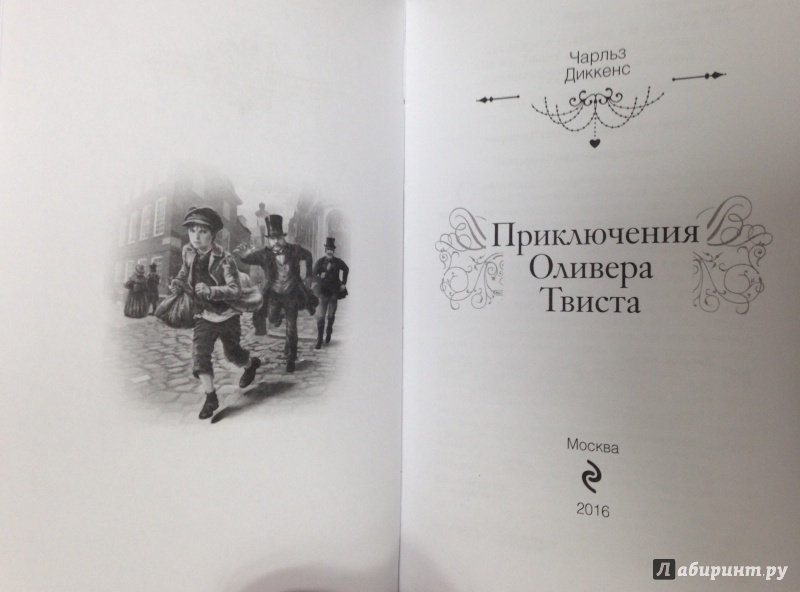 Чарльз
Диккенс
Приключения
Оливера
Твиста
Москва
2016
Лабиринт.ру